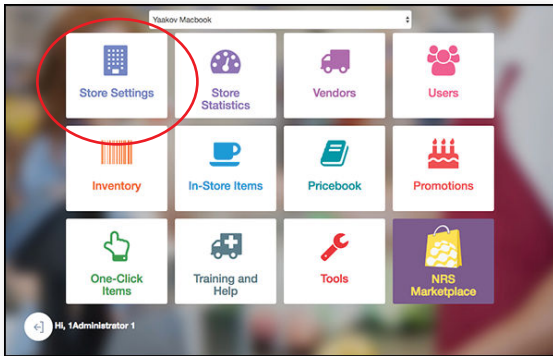 Yaakov Macbook
Store Settings
Store
Statistics
Vendors
Users
Inventory
In-Store Items
Pricebook
Promotions
One-Click
Items
Training and
Help
Tools
NRS
Marketplace
Hi, 1Administrator 1